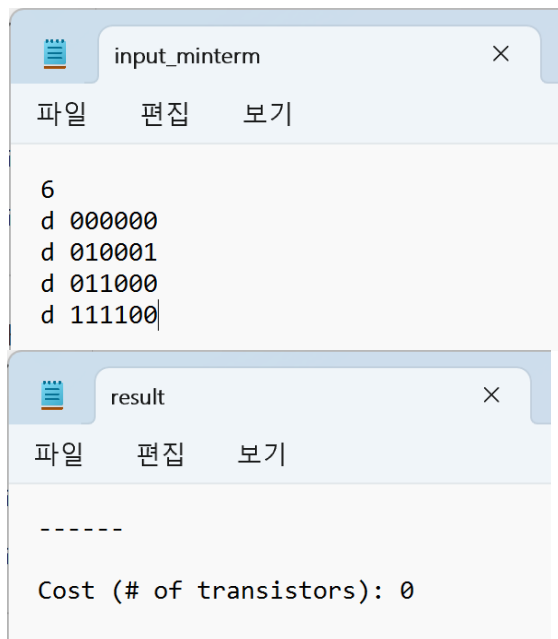 input_minterm
파일 편집 보기
6
d 000000
d 010001
d 011000
d 111100
result
파일 편집 보기
------
Cost (# of transistors): 0